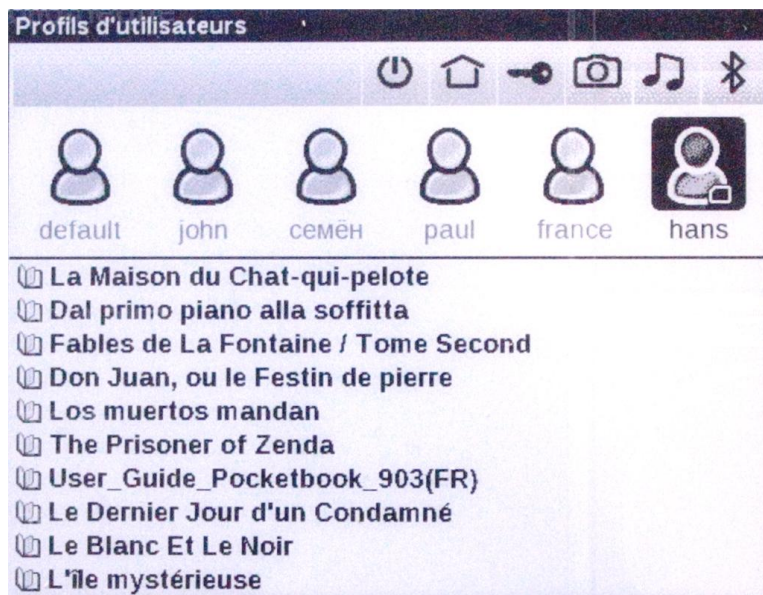 Profils d'utilisateurs
default john семён paul france hans
La Maison du Chat-qui-pelote
Dal primo piano alla soffitta
Fables de La Fontaine / Tome Second
Don Juan, ou le Festin de pierre
Los muertos mandan
The Prisoner of Zenda
User_Guide_Pocketbook_903(FR)
Le Dernier Jour d'un Condamné
Le Blanc Et Le Noir
L'île mystérieuse